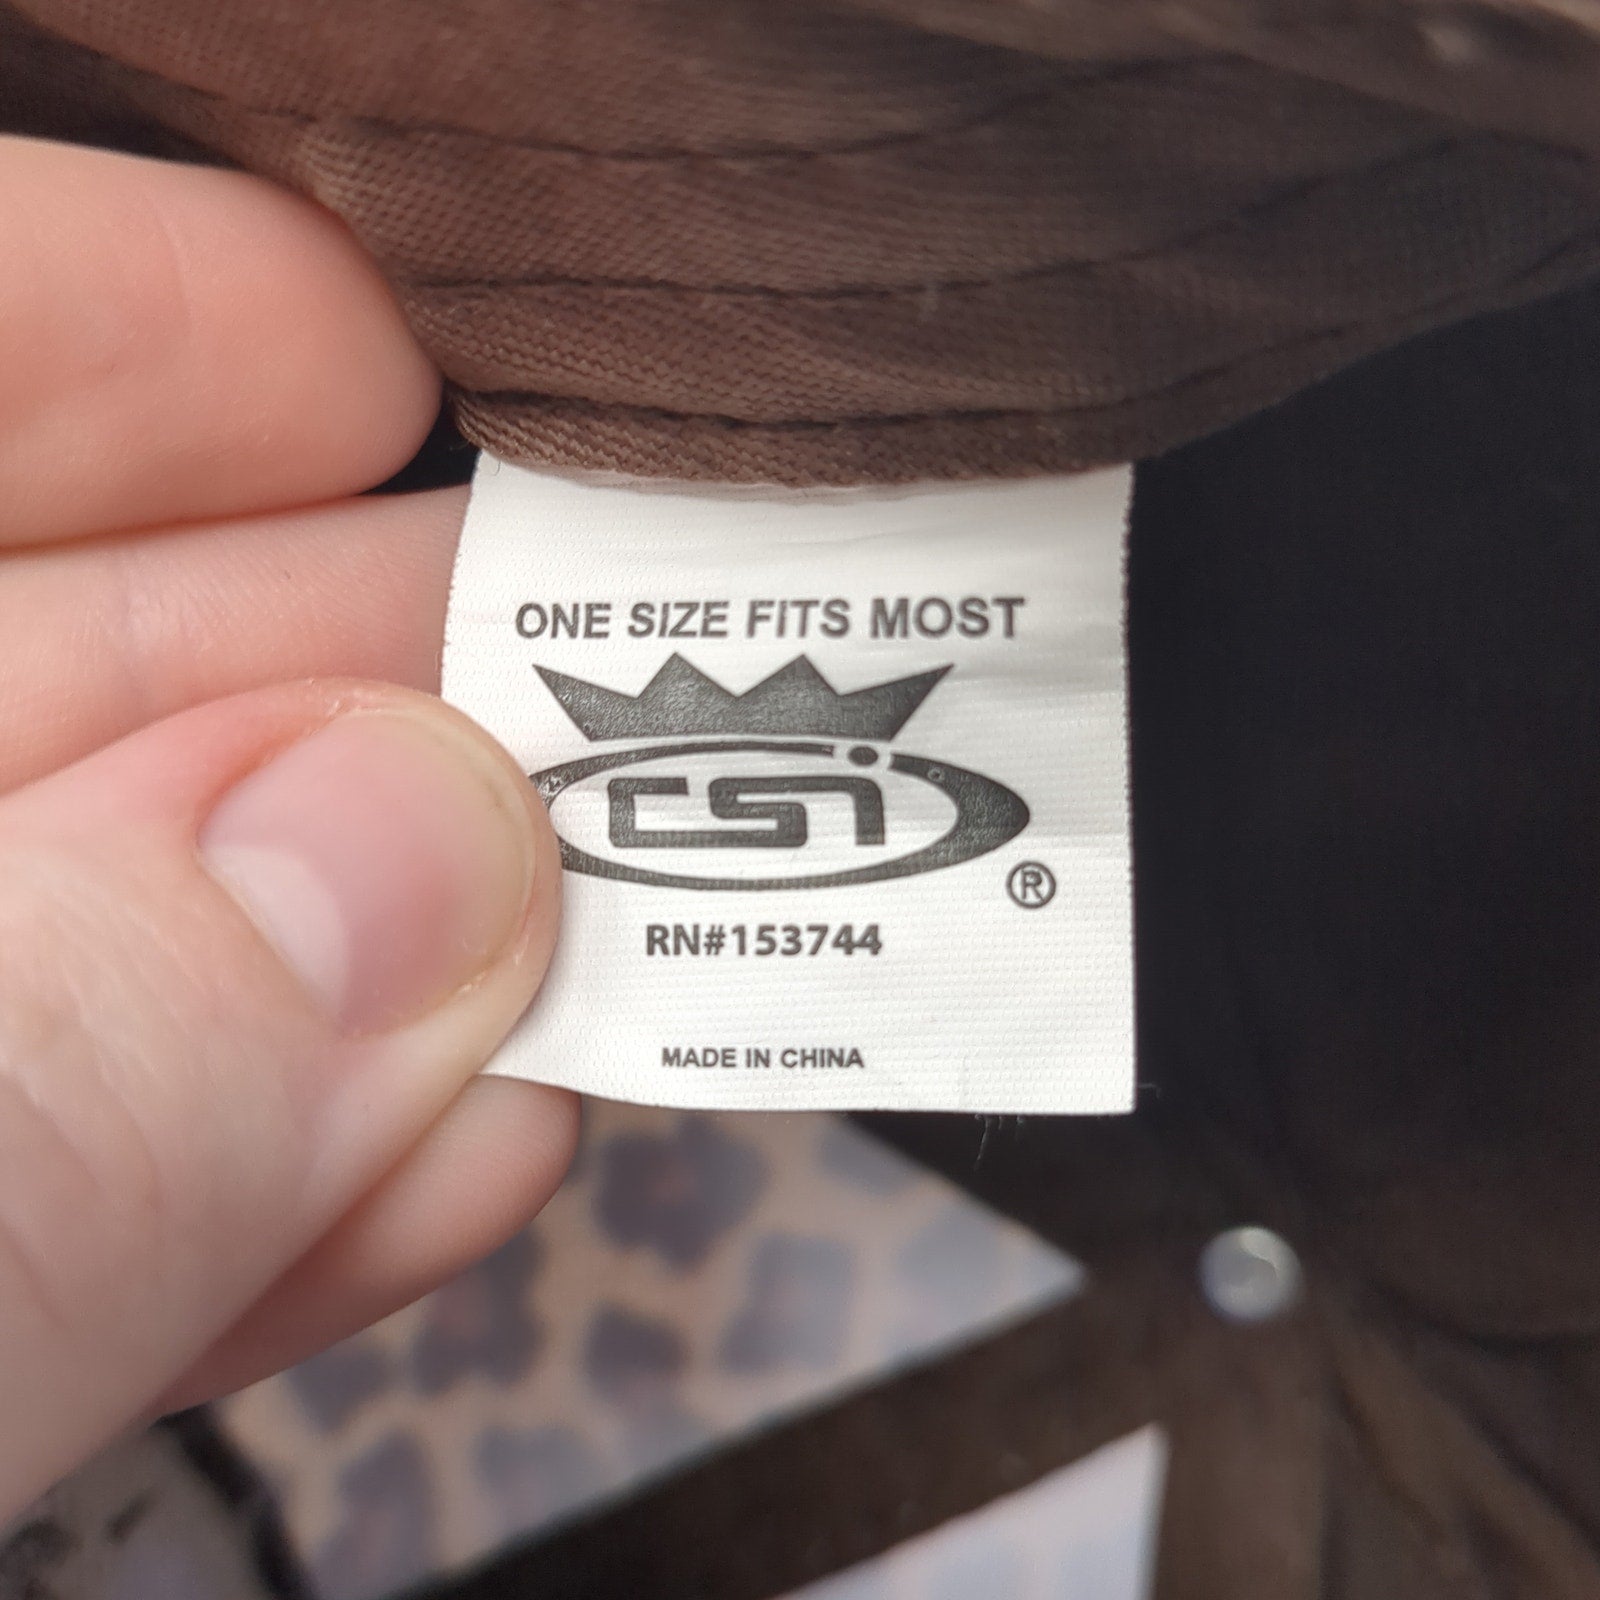 ONE SIZE FITS MOST
csi
®
RN#153744
MADE IN CHINA